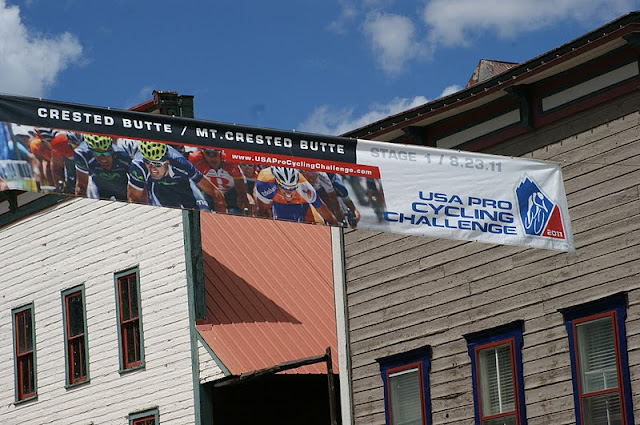 CRESTED BUTTE / MT. CRESTED BUTTE
www.USAProCyclingChallenge.com
STAGE 1 / 8.23.11
USA PRO
CYCLING
CHALLENGE
2011